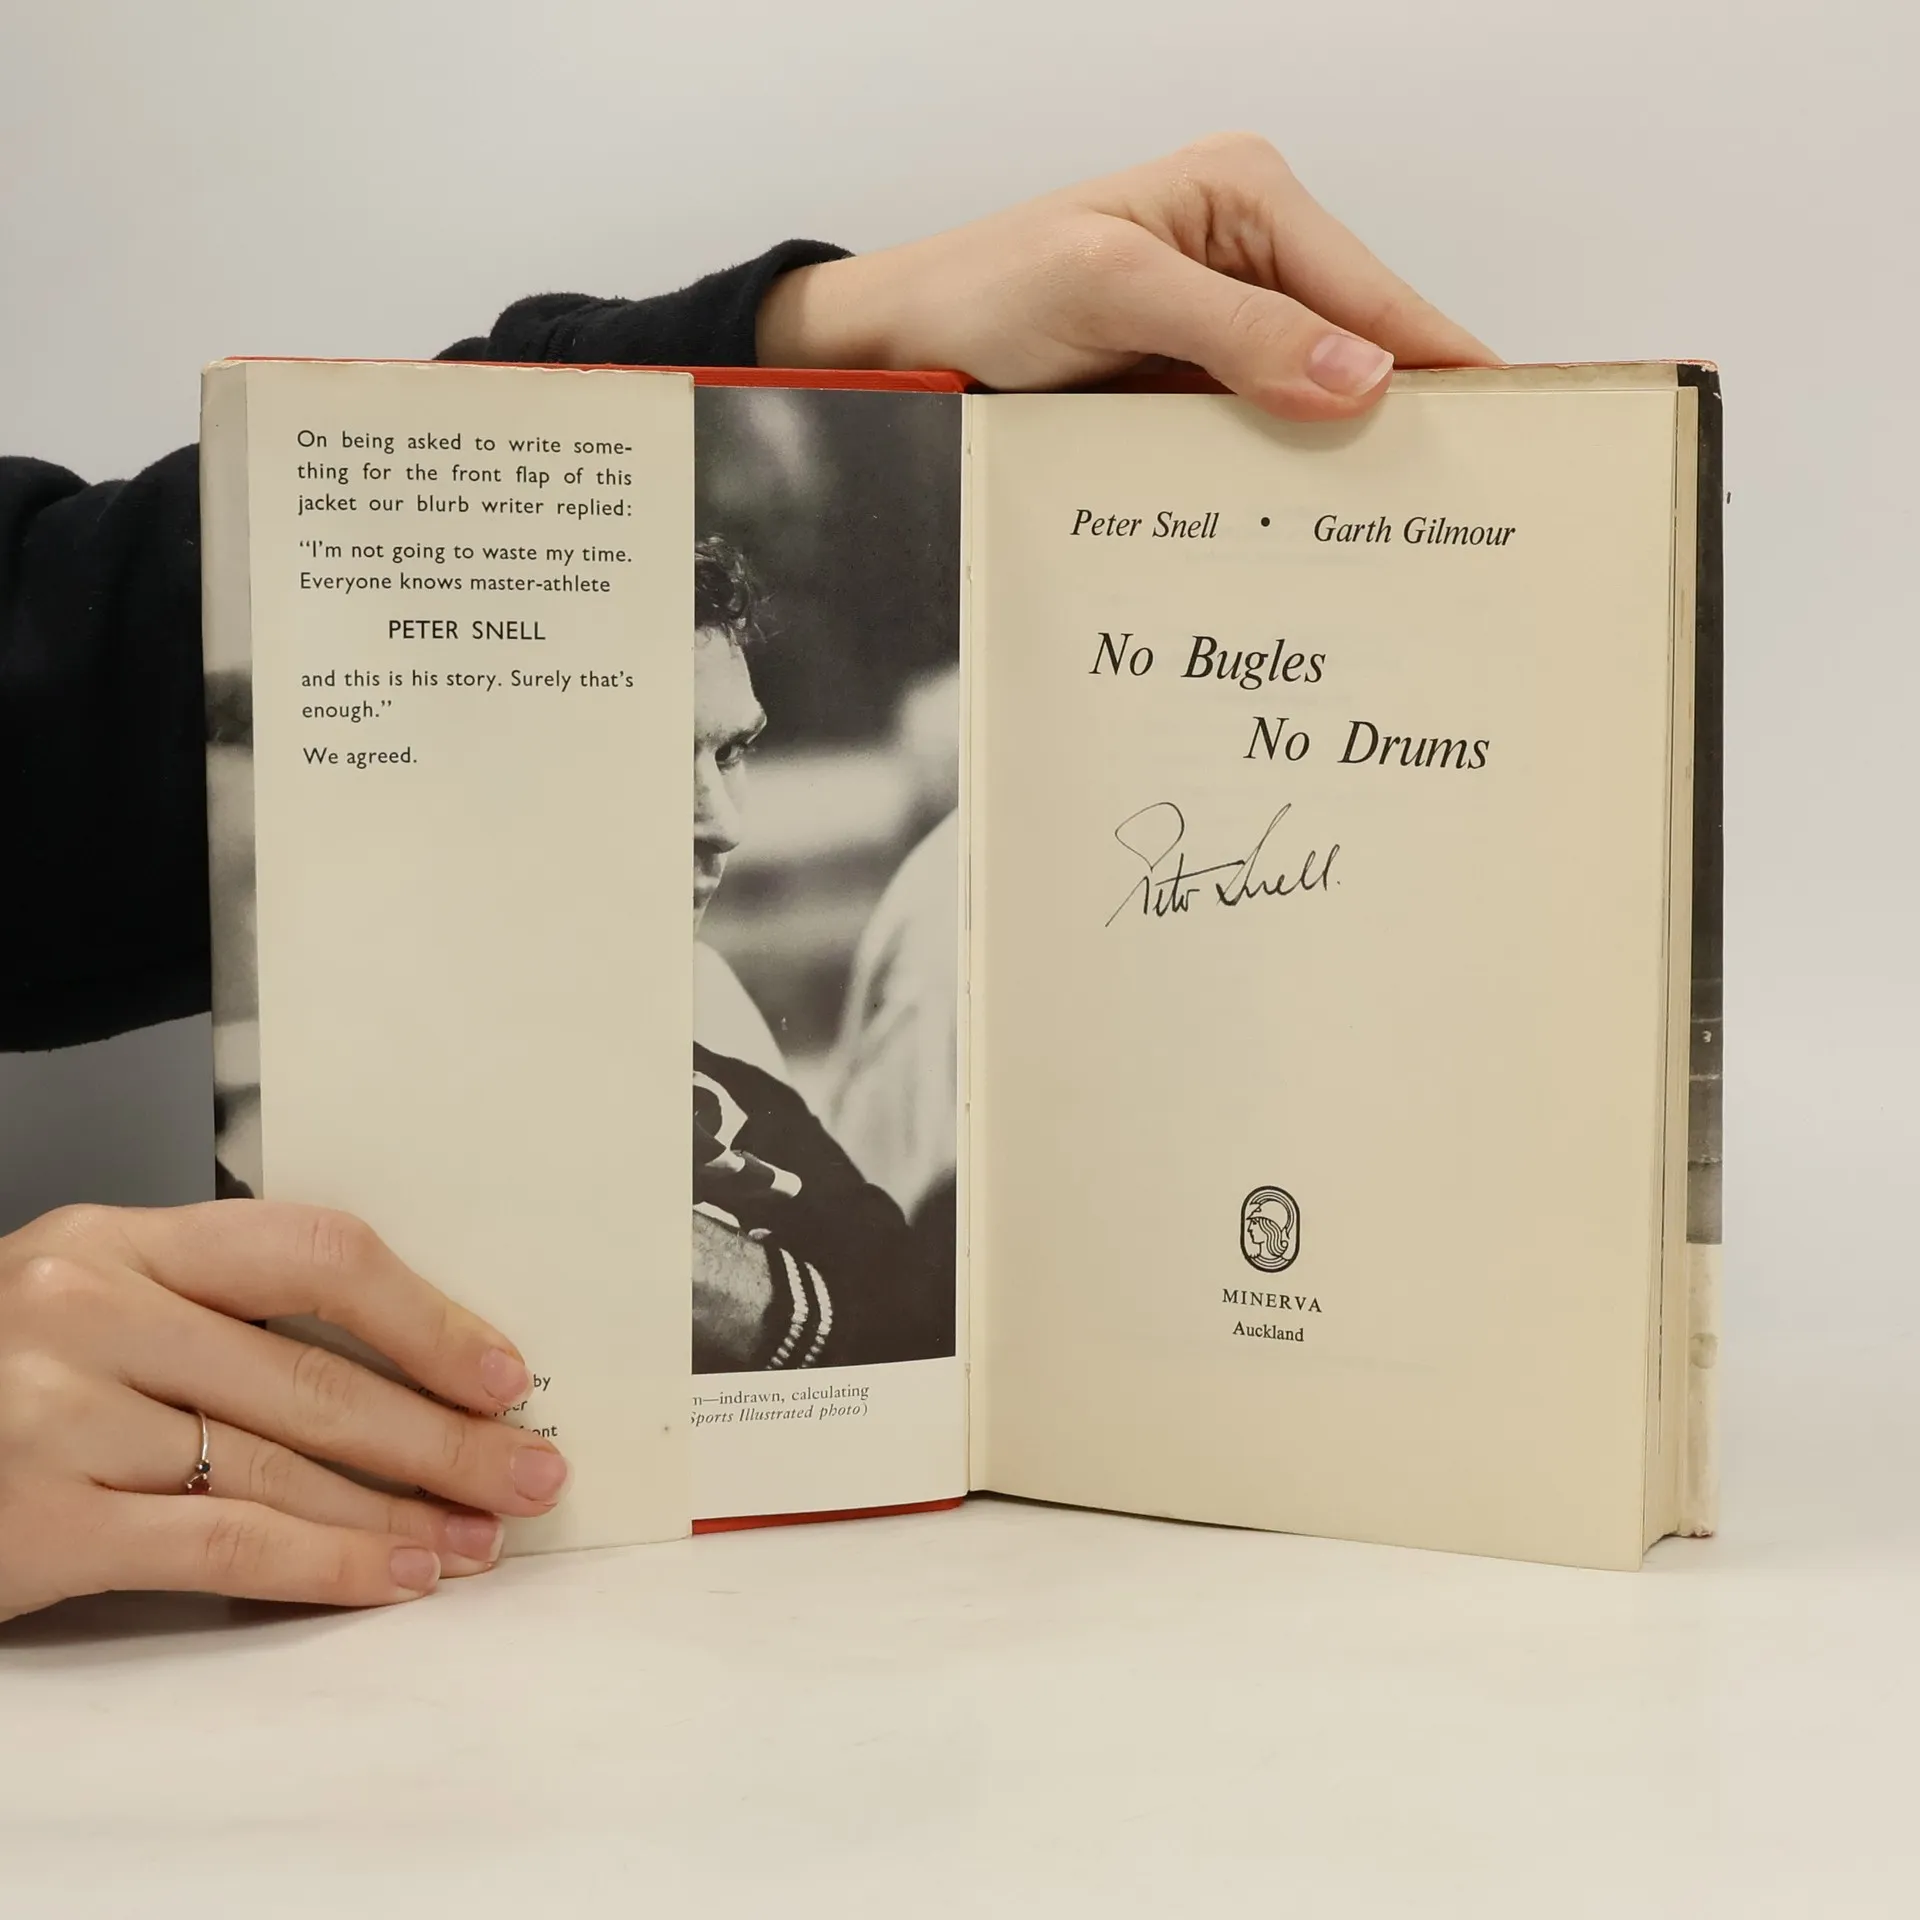 On being asked to write some-
thing for the front flap of this
jacket our blurb writer replied:
“I’m not going to waste my time.
Everyone knows master-athlete
PETER SNELL
and this is his story. Surely that’s
enough.”
We agreed.
by
indrawn, calculating
Sports Illustrated photo)
Peter Snell • Garth Gilmour
No Bugles
No Drums
Peter Snell.
MINERVA
Auckland